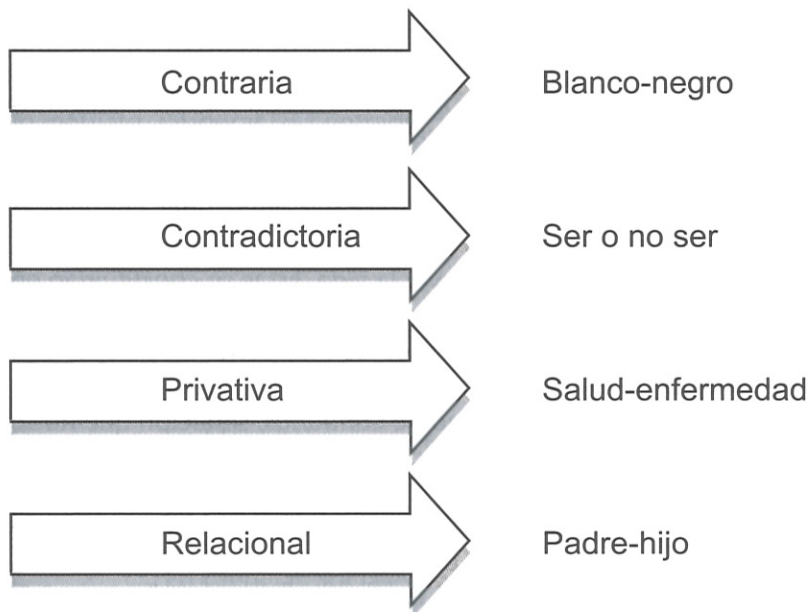 Contraria Blanco-negro
Contradictoria Ser o no ser
Privativa Salud-enfermedad
Relacional Padre-hijo